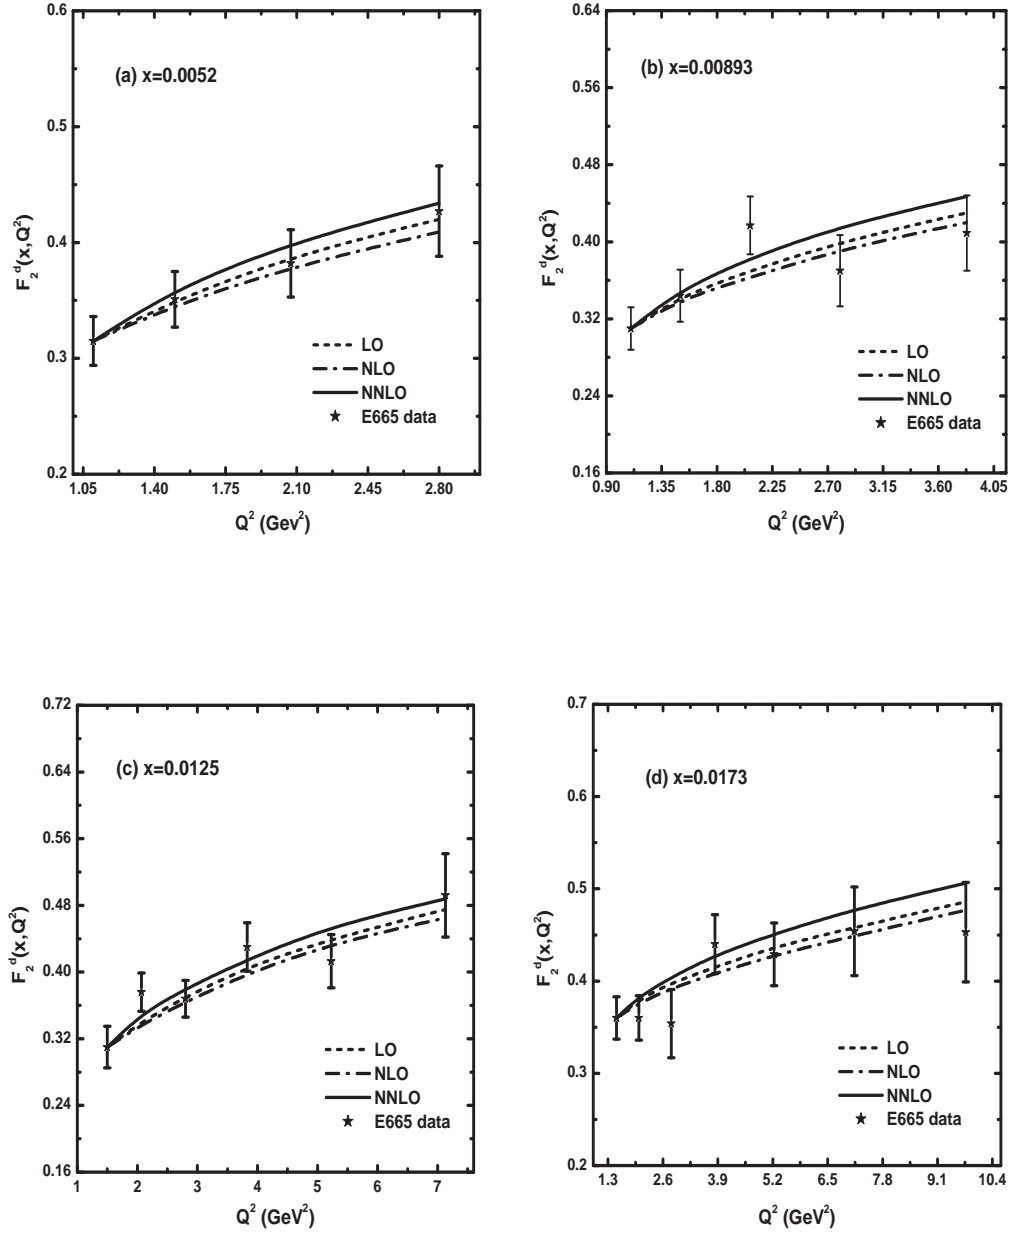 (a) x=0.0052
0.6
0.5
0.4
0.3
0.2
F₂ᵈ(x,Q²)
LO
NLO
NNLO
E665 data
1.05 1.40 1.75 2.10 2.45 2.80
Q² (Gev²)
(b) x=0.00893
0.64
0.56
0.48
0.40
0.32
0.24
0.16
F₂ᵈ(x,Q²)
LO
NLO
NNLO
E665 data
0.90 1.35 1.80 2.25 2.70 3.15 3.60 4.05
Q² (GeV²)
(c) x=0.0125
0.72
0.64
0.56
0.48
0.40
0.32
0.24
0.16
F₂ᵈ(x,Q²)
LO
NLO
NNLO
E665 data
1 2 3 4 5 6 7
Q² (GeV²)
(d) x=0.0173
0.7
0.6
0.5
0.4
0.3
0.2
F₂ᵈ(x,Q²)
LO
NLO
NNLO
E665 data
1.3 2.6 3.9 5.2 6.5 7.8 9.1 10.4
Q² (GeV²)